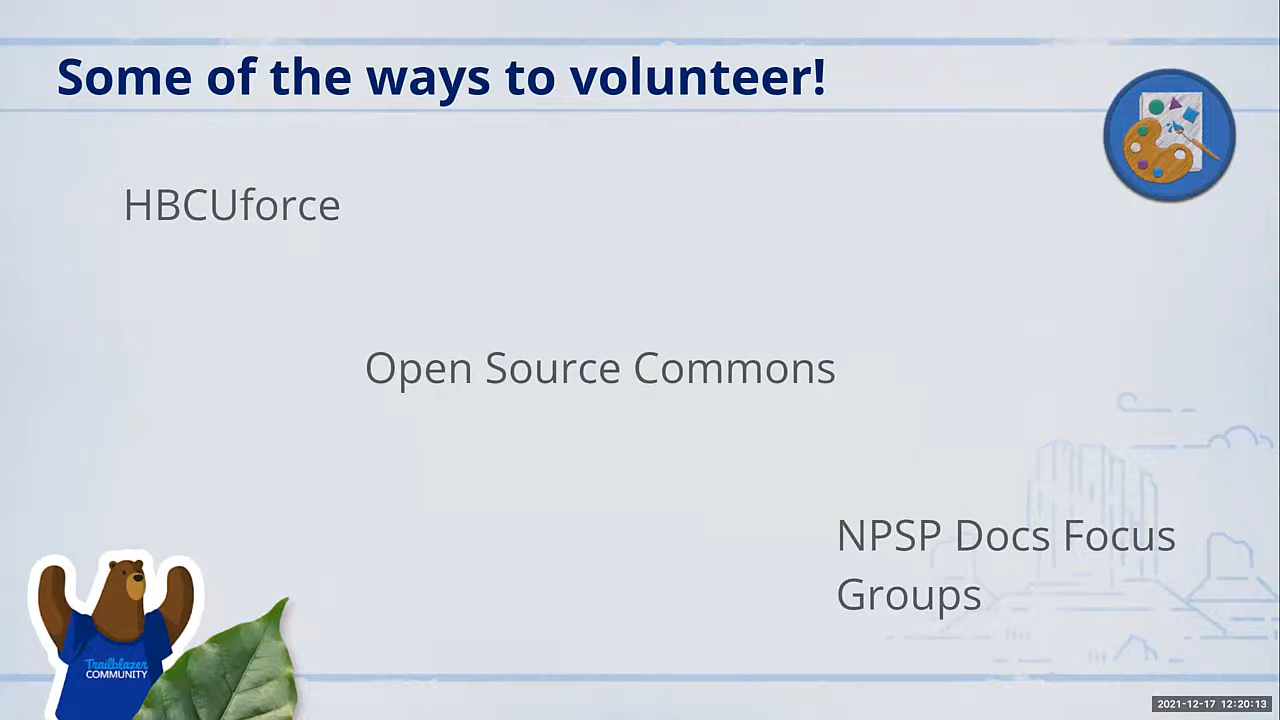 Some of the ways to volunteer!
HBCUforce
Open Source Commons
NPSP Docs Focus
Groups
Trailblazer
COMMUNITY
2021-12-17 12:20:13